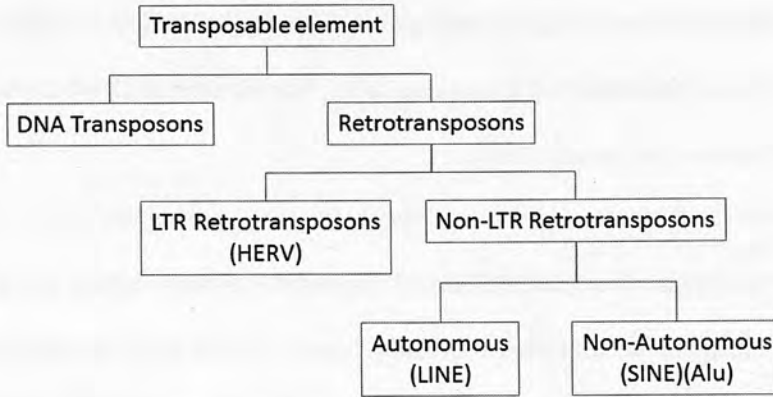 Transposable element
DNA Transposons
Retrotransposons
LTR Retrotransposons
(HERV)
Non-LTR Retrotransposons
Autonomous
(LINE)
Non-Autonomous
(SINE)(Alu)